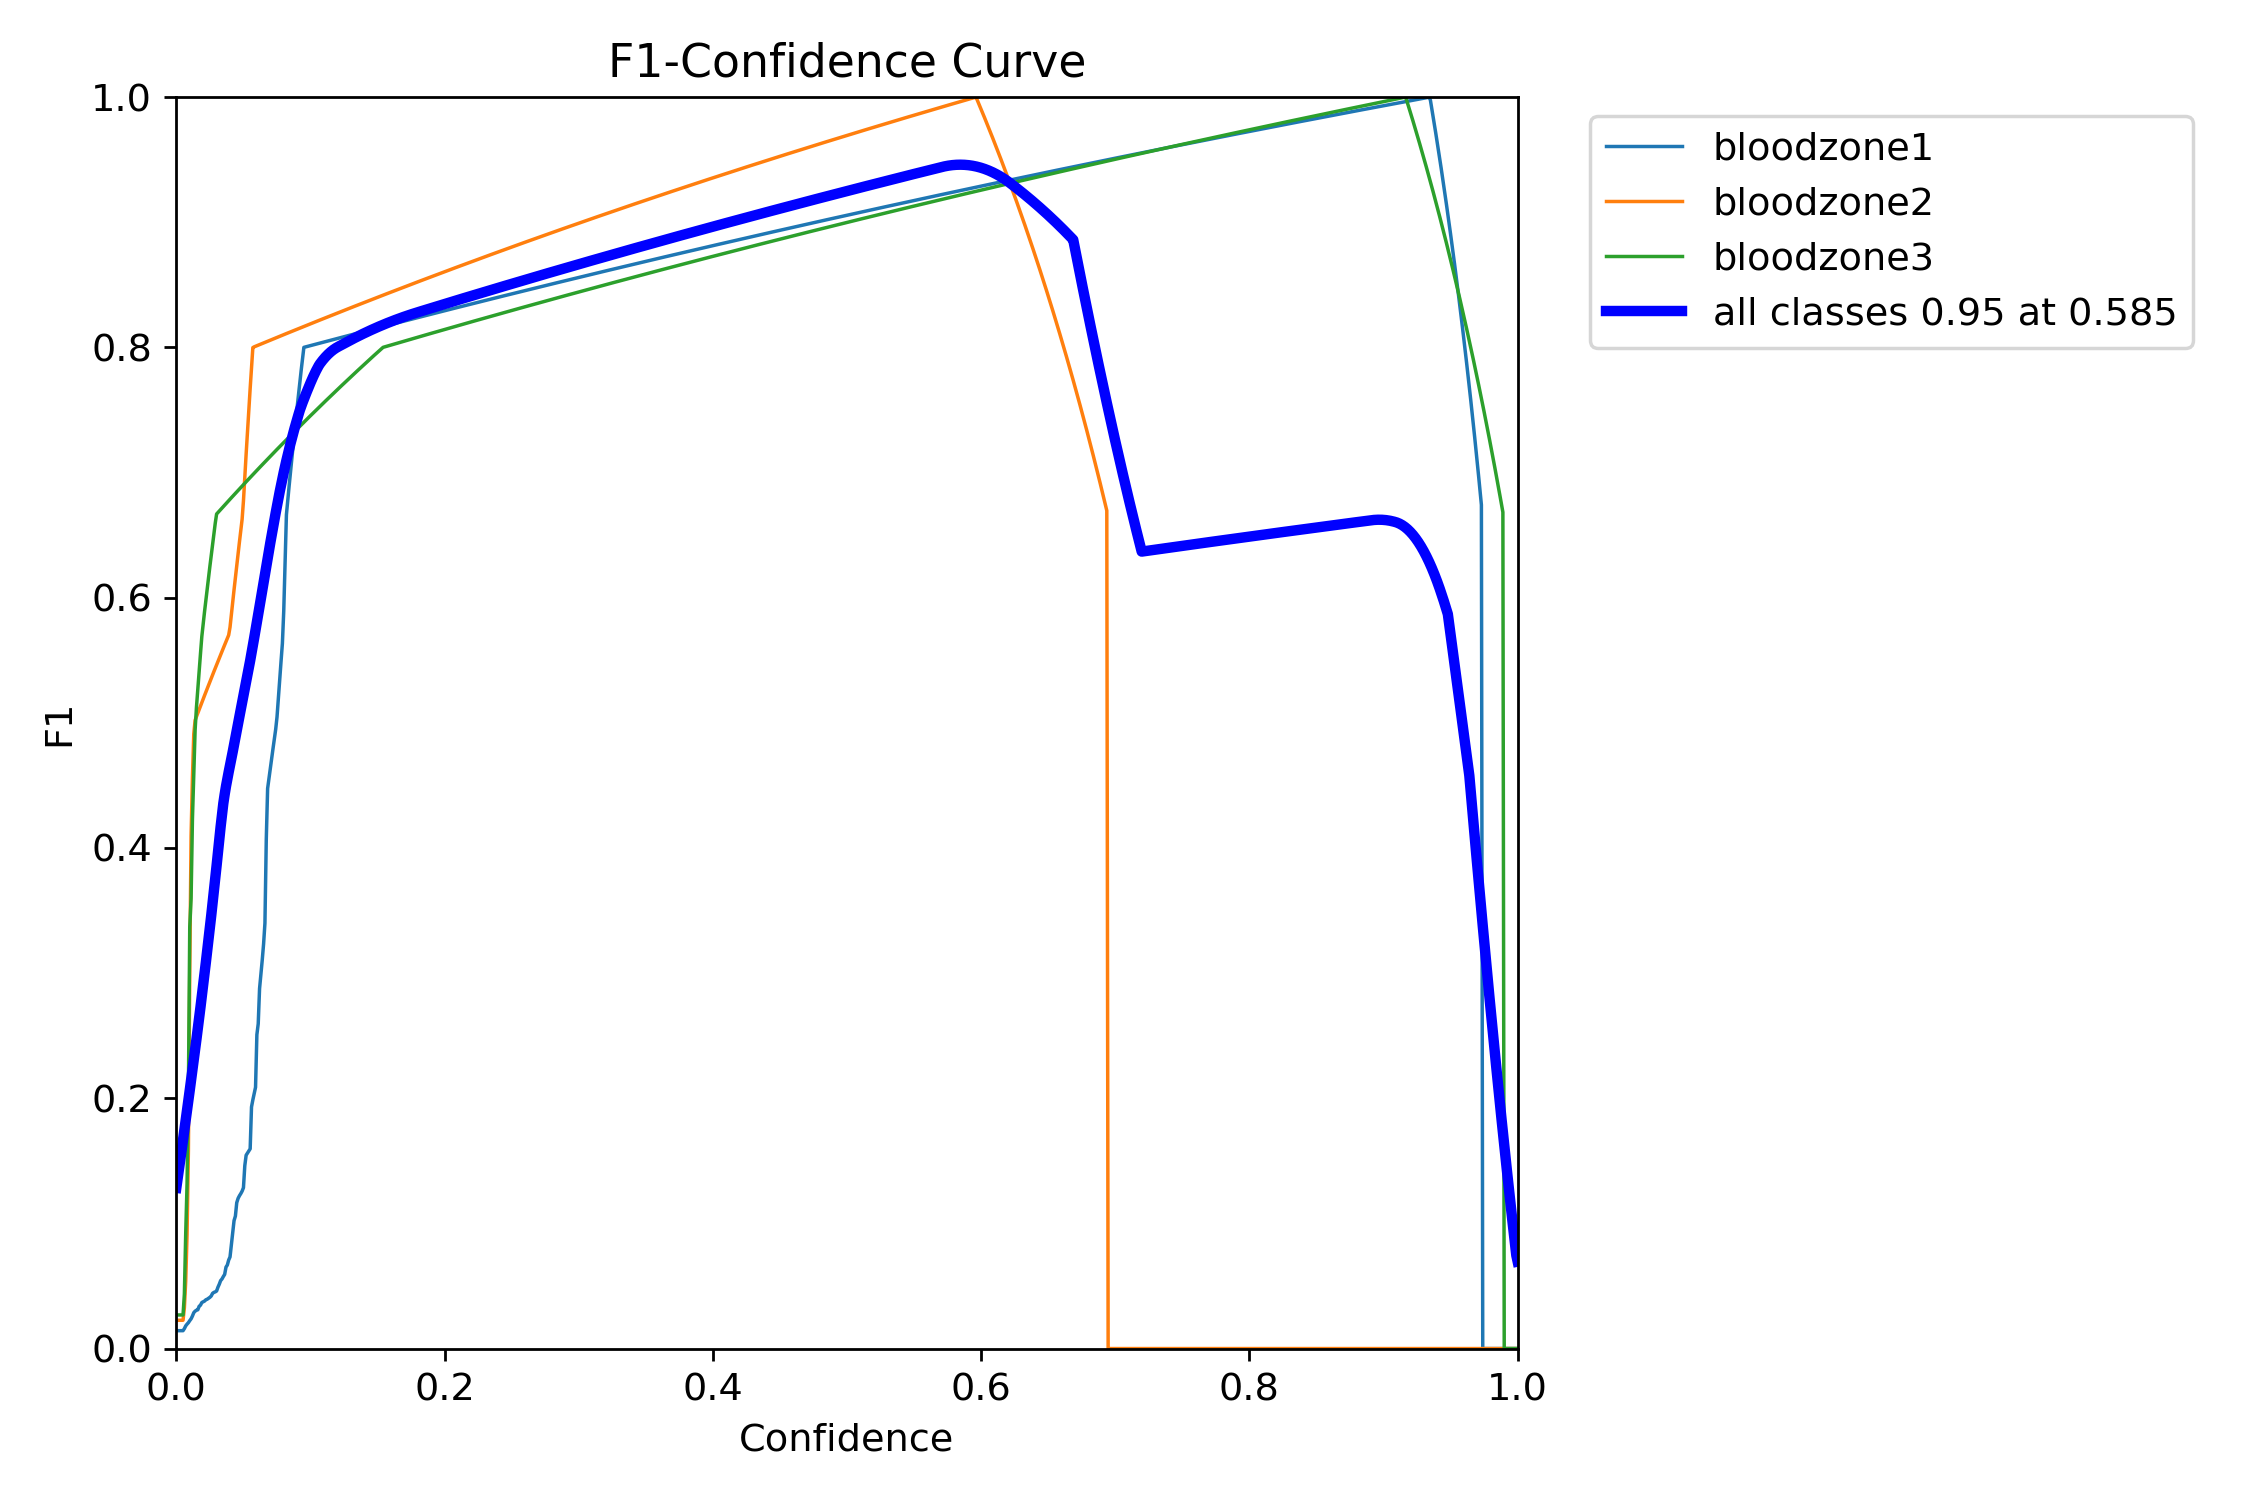 F1-Confidence Curve
1.0
0.8
0.6
0.4
0.2
0.0
F1
0.0 0.2 0.4 0.6 0.8 1.0
Confidence
bloodzone1
bloodzone2
bloodzone3
all classes 0.95 at 0.585